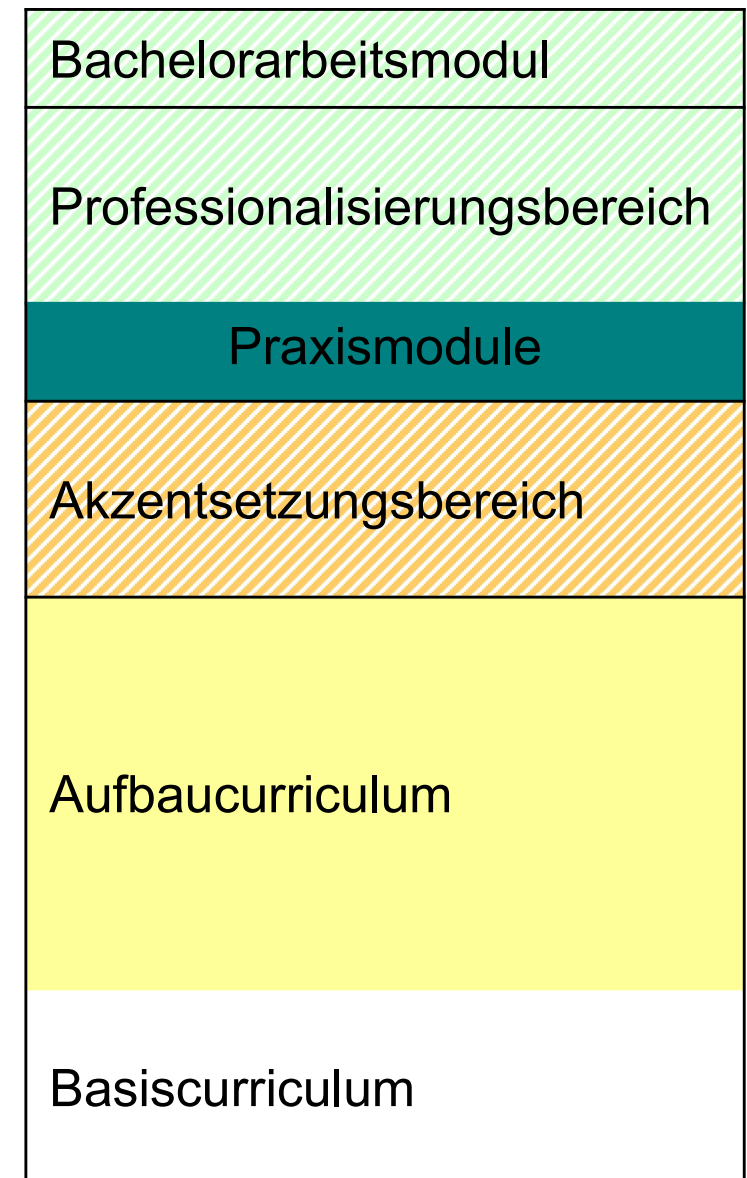 Bachelorarbeitsmodul
Professionalisierungsbereich
Praxismodule
Akzentsetzungsbereich
Aufbaucurriculum
Basiscurriculum